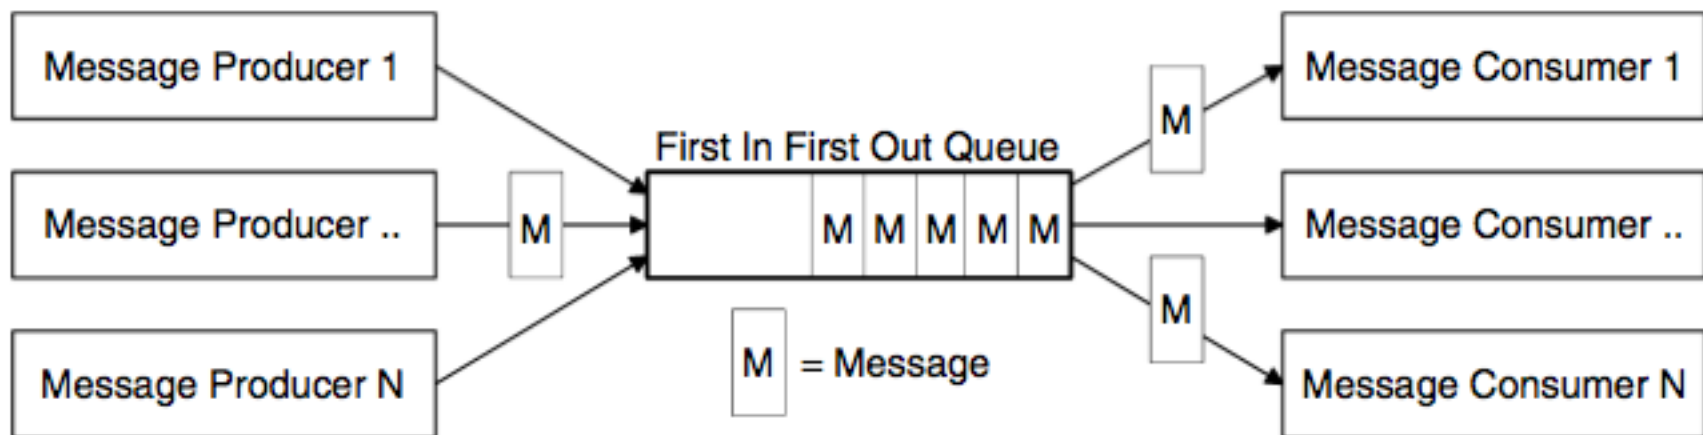 Message Producer 1
Message Producer ..
Message Producer N
M
First In First Out Queue
M M M M M
M = Message
M
M
Message Consumer 1
Message Consumer ..
Message Consumer N